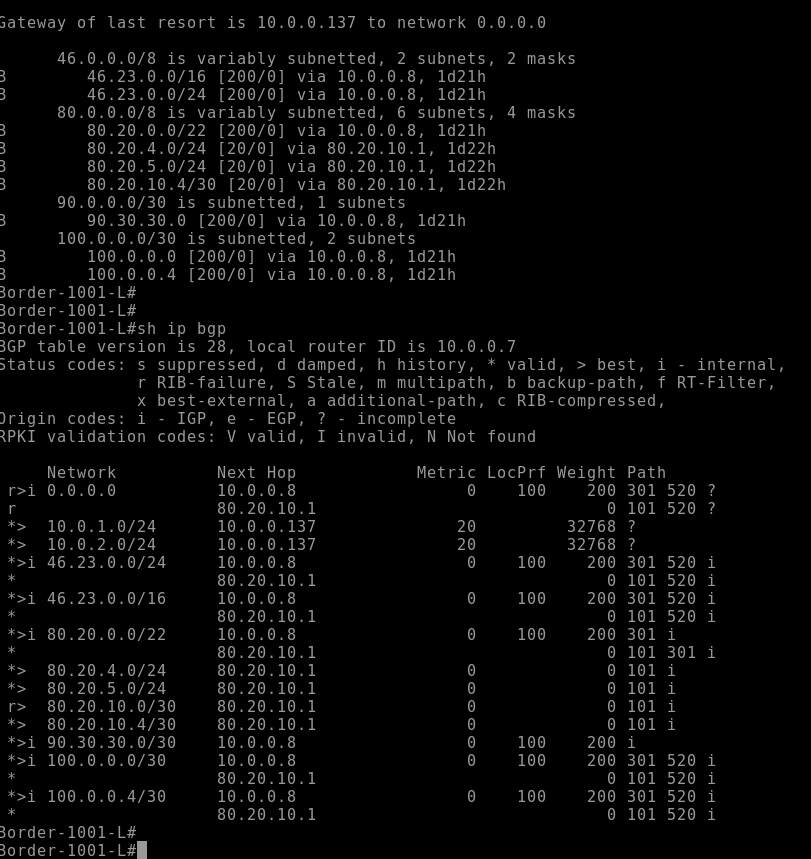 Gateway of last resort is 10.0.0.137 to network 0.0.0.0

      46.0.0.0/8 is variably subnetted, 2 subnets, 2 masks
B        46.23.0.0/16 [200/0] via 10.0.0.8, 1d21h
B        46.23.0.0/24 [200/0] via 10.0.0.8, 1d21h
      80.0.0.0/8 is variably subnetted, 6 subnets, 4 masks
B        80.20.0.0/22 [200/0] via 10.0.0.8, 1d21h
B        80.20.4.0/24 [20/0] via 80.20.10.1, 1d22h
B        80.20.5.0/24 [20/0] via 80.20.10.1, 1d22h
B        80.20.10.4/30 [20/0] via 80.20.10.1, 1d22h
      90.0.0.0/30 is subnetted, 1 subnets
B        90.30.30.0 [200/0] via 10.0.0.8, 1d21h
      100.0.0.0/30 is subnetted, 2 subnets
B        100.0.0.0 [200/0] via 10.0.0.8, 1d21h
B        100.0.0.4 [200/0] via 10.0.0.8, 1d21h
Border-1001-L#
Border-1001-L#
Border-1001-L#sh ip bgp
BGP table version is 28, local router ID is 10.0.0.7
Status codes: s suppressed, d damped, h history, * valid, > best, i - internal,
              r RIB-failure, S Stale, m multipath, b backup-path, f RT-Filter,
              x best-external, a additional-path, c RIB-compressed,
Origin codes: i - IGP, e - EGP, ? - incomplete
RPKI validation codes: V valid, I invalid, N Not found

     Network          Next Hop            Metric LocPrf Weight Path
 r>i 0.0.0.0          10.0.0.8                 0    100    200 301 520 ?
 r                    80.20.10.1                             0 101 520 ?
 *>  10.0.1.0/24      10.0.0.137              20         32768 ?
 *>  10.0.2.0/24      10.0.0.137              20         32768 ?
 *>i 46.23.0.0/24     10.0.0.8                 0    100    200 301 520 i
 *                    80.20.10.1                             0 101 520 i
 *>i 46.23.0.0/16     10.0.0.8                 0    100    200 301 520 i
 *                    80.20.10.1                             0 101 520 i
 *>i 80.20.0.0/22     10.0.0.8                 0    100    200 301 i
 *                    80.20.10.1                             0 101 301 i
 *>  80.20.4.0/24     80.20.10.1               0             0 101 i
 *>  80.20.5.0/24     80.20.10.1               0             0 101 i
 r>  80.20.10.0/30    80.20.10.1               0             0 101 i
 *>  80.20.10.4/30    80.20.10.1               0             0 101 i
 *>i 90.30.30.0/30    10.0.0.8                 0    100    200 i
 *>i 100.0.0.0/30     10.0.0.8                 0    100    200 301 520 i
 *                    80.20.10.1                             0 101 520 i
 *>i 100.0.0.4/30     10.0.0.8                 0    100    200 301 520 i
 *                    80.20.10.1                             0 101 520 i
Border-1001-L#
Border-1001-L#